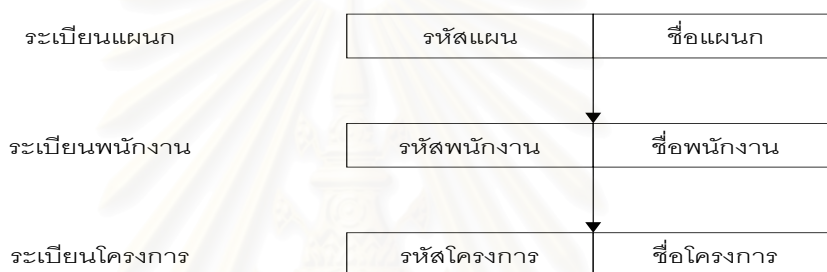 ระเบียนแผนก รหัสแผน ชื่อแผนก
ระเบียนพนักงาน รหัสพนักงาน ชื่อพนักงาน
ระเบียนโครงการ รหัสโครงการ ชื่อโครงการ